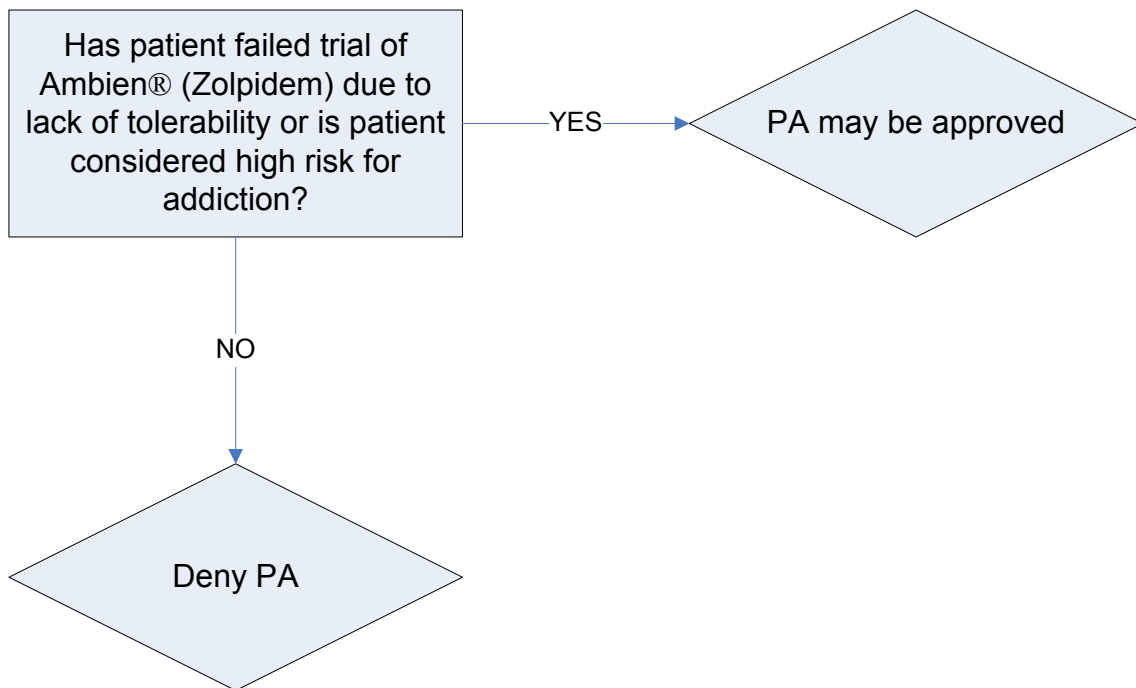 Has patient failed trial of
Ambien® (Zolpidem) due to
lack of tolerability or is patient
considered high risk for
addiction?
YES
PA may be approved
NO
Deny PA